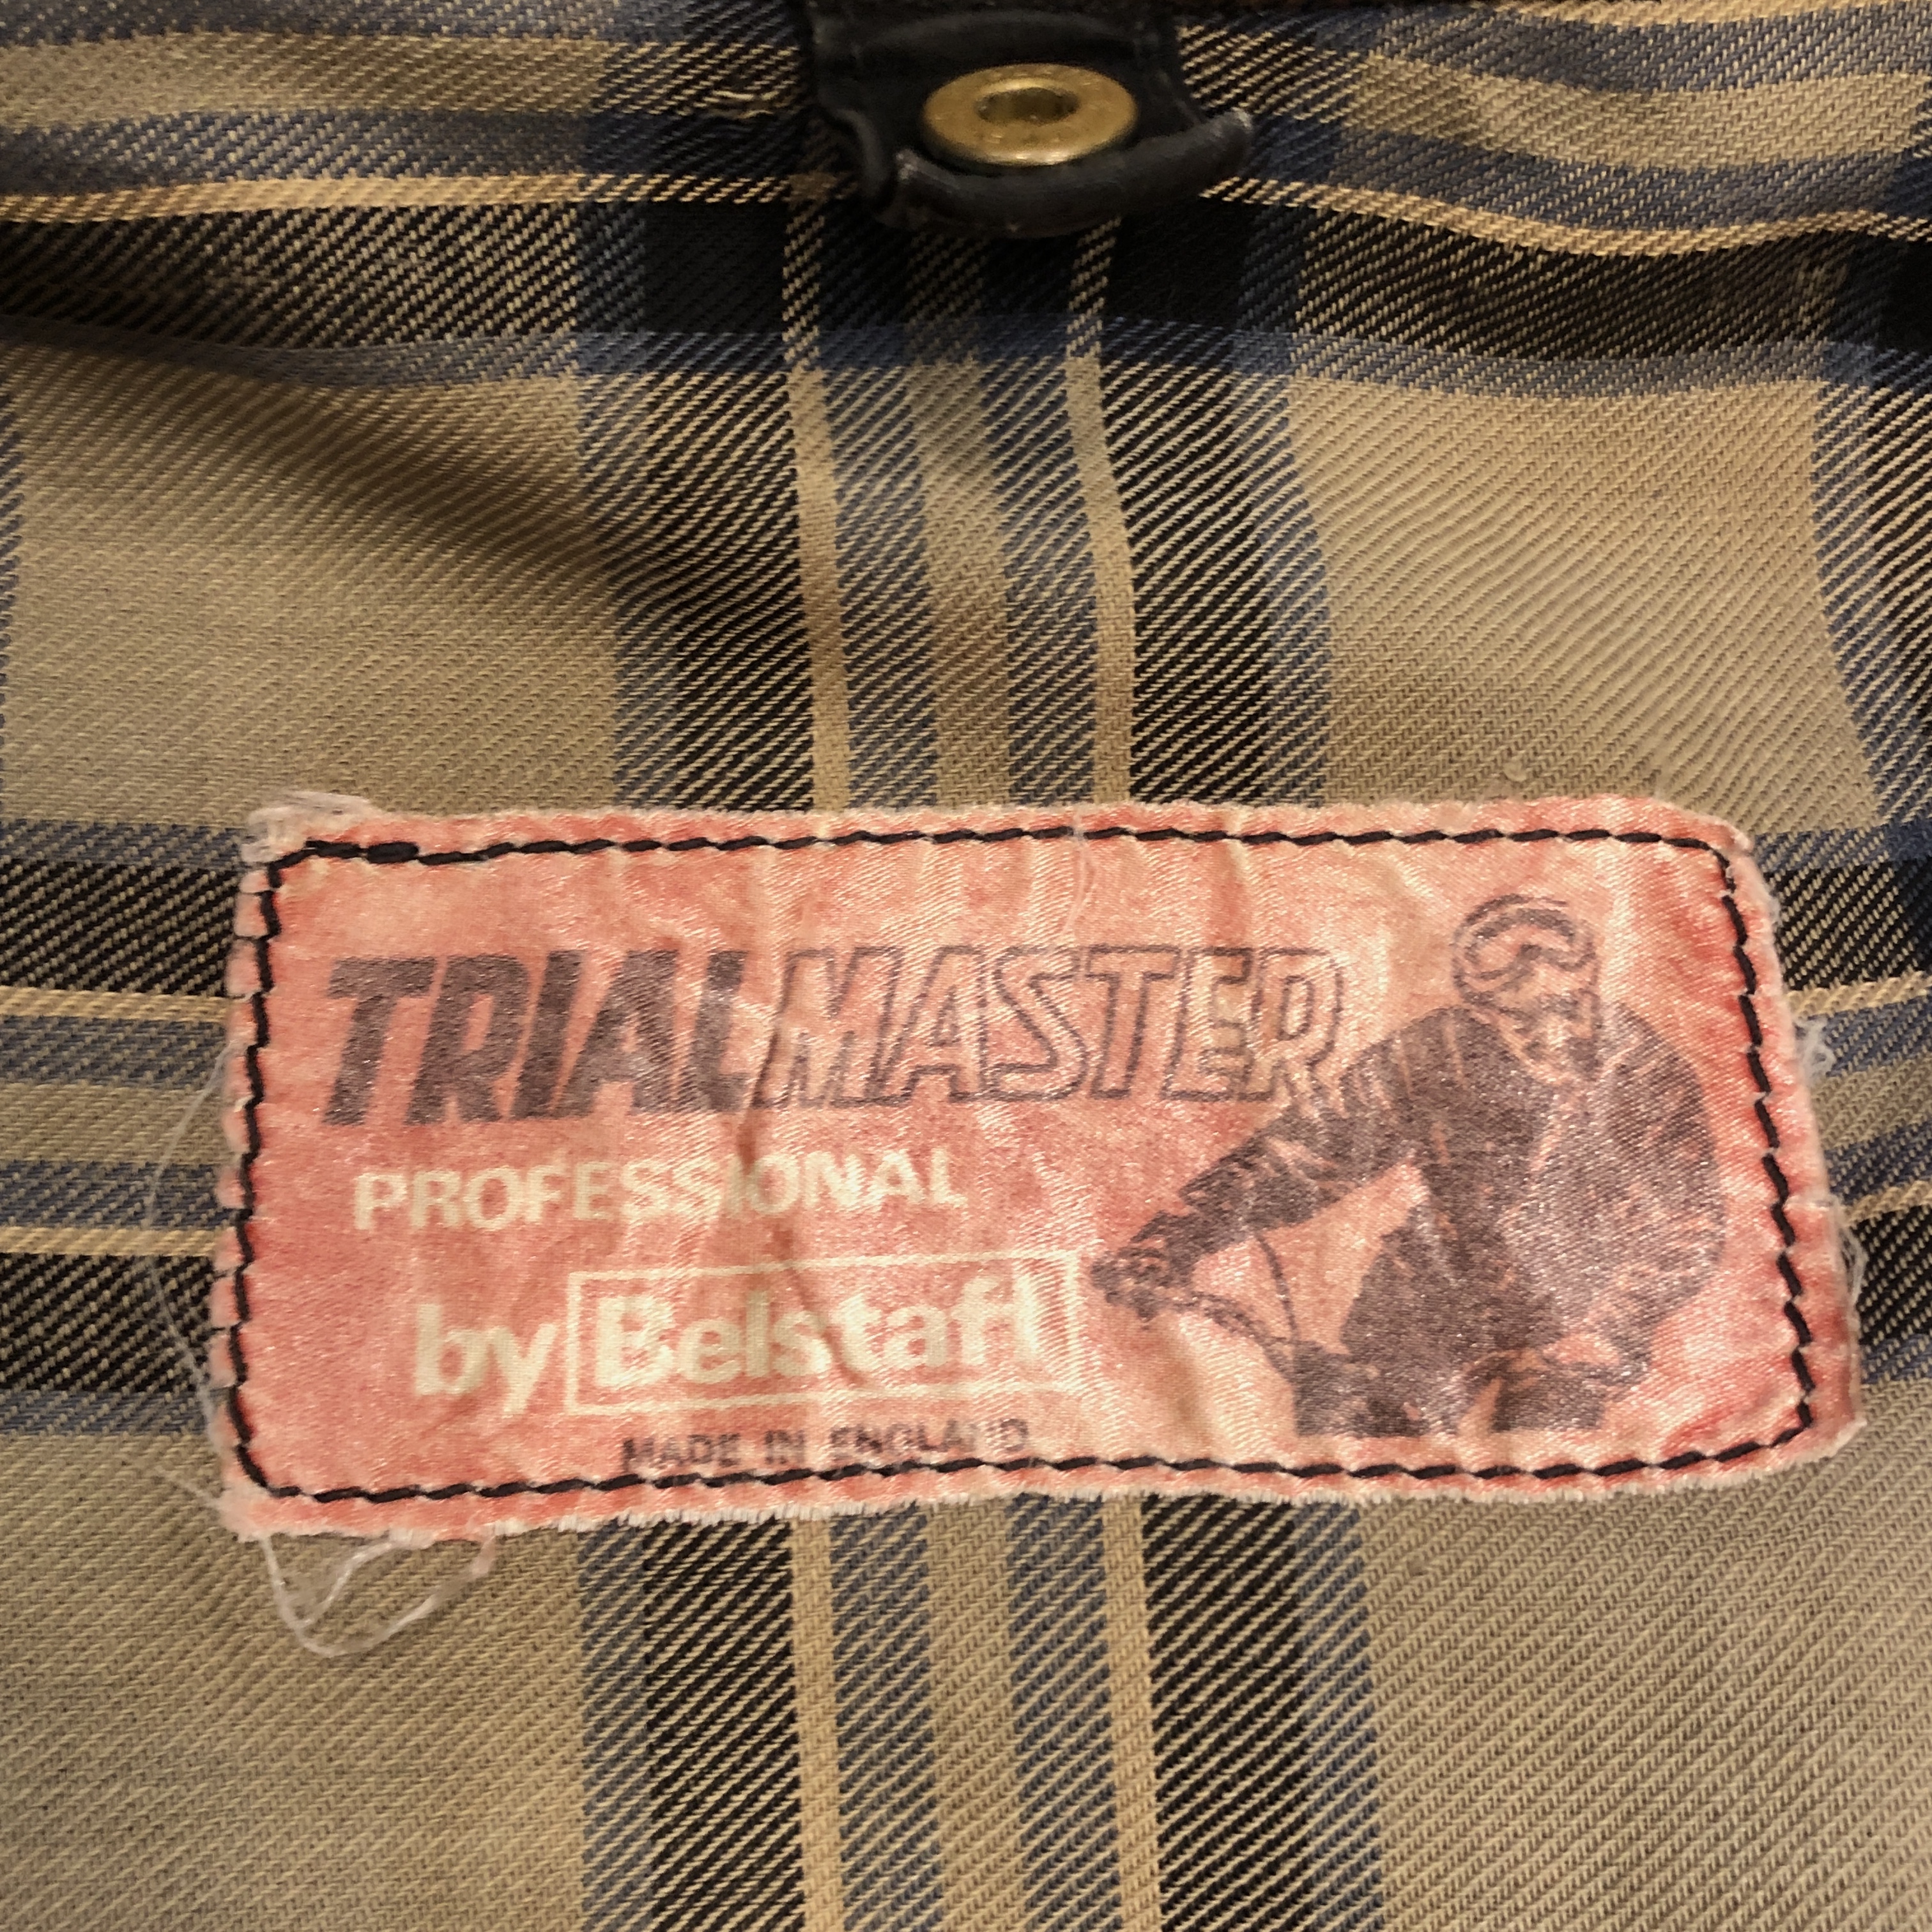 TRIALMASTER
PROFESSIONAL
by Belstaff
MADE IN ENGLAND